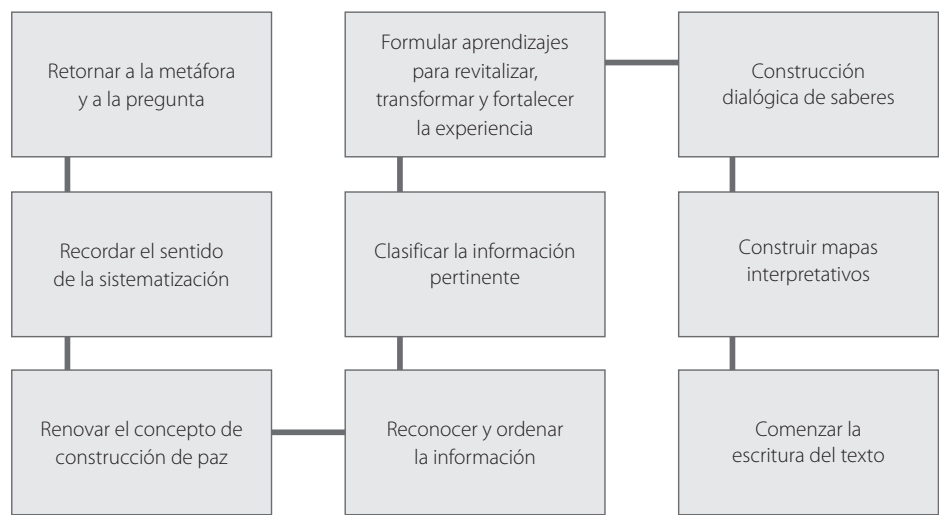 Retornar a la metáfora
y a la pregunta
Recordar el sentido
de la sistematización
Renovar el concepto de
construcción de paz
Reconocer y ordenar
la información
Clasificar la información
pertinente
Formular aprendizajes
para revitalizar,
transformar y fortalecer
la experiencia
Construcción
dialógica de saberes
Construir mapas
interpretativos
Comenzar la
escritura del texto